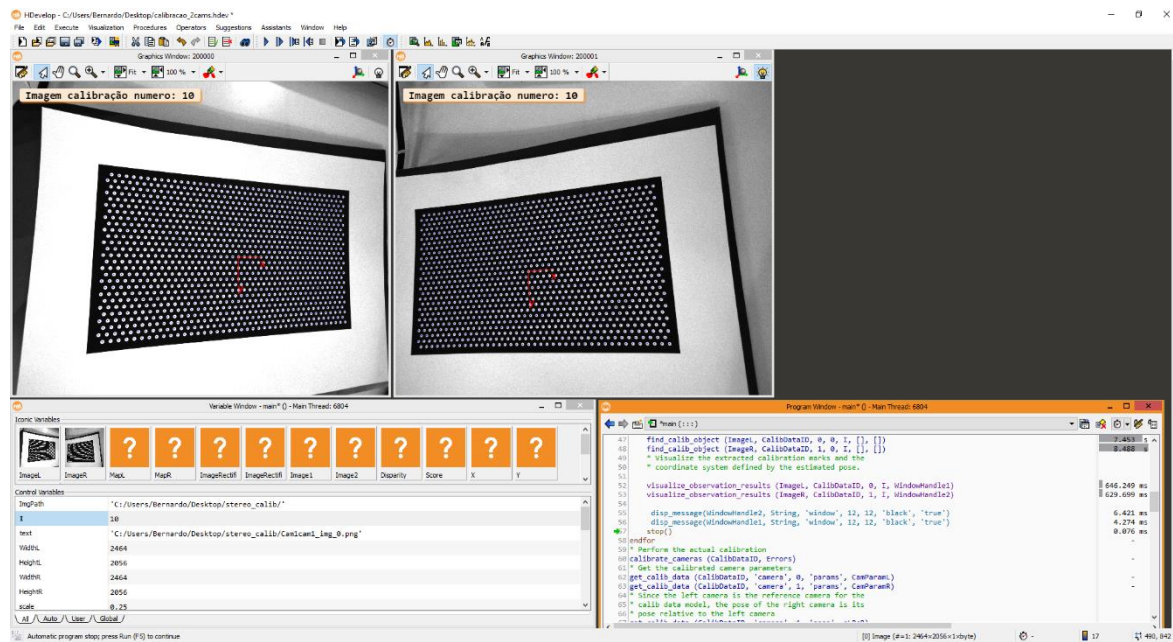 HDevelop - C:/Users/Bernardo/Desktop/calibracao_2cams.hdev *
File Edit Execute Visualization Procedures Operators Suggestions Assistants Window Help
Graphics Window: 200000
Graphics Window: 200001
Fit 100 %
Fit 100 %
Imagem calibração numero: 10
Imagem calibração numero: 10
Variable Window - main* () - Main Thread: 6804
Iconic Variables
ImageL ImageR MapL MapR ImageRectifi ImageRectifi Image1 Image2 Disparity Score X Y
Control Variables
ImgPath 'C:/Users/Bernardo/Desktop/stereo_calib/'
I 10
text 'C:/Users/Bernardo/Desktop/stereo_calib/Cam1cam1_img_0.png'
WidthL 2464
HeightL 2056
WidthR 2464
HeightR 2056
scale 0.25
All Auto User Global
Program Window - main* () - Main Thread: 6804
*main (:::)
47 find_calib_object (ImageL, CalibDataID, 0, 0, I, [], []) 7.453 s
48 find_calib_object (ImageR, CalibDataID, 1, 0, I, [], []) 8.488 s
49 * Visualize the extracted calibration marks and the
50 * coordinate system defined by the estimated pose.
51
52 visualize_observation_results (ImageL, CalibDataID, 0, I, WindowHandle1) 646.249 ms
53 visualize_observation_results (ImageR, CalibDataID, 1, I, WindowHandle2) 629.699 ms
54
55 disp_message(WindowHandle2, String, 'window', 12, 12, 'black', 'true') 6.421 ms
56 disp_message(WindowHandle1, String, 'window', 12, 12, 'black', 'true') 4.274 ms
57 stop() 0.076 ms
58 endfor -
59 * Perform the actual calibration
60 calibrate_cameras (CalibDataID, Errors) -
61 * Get the calibrated camera parameters
62 get_calib_data (CalibDataID, 'camera', 0, 'params', CamParamL) -
63 get_calib_data (CalibDataID, 'camera', 1, 'params', CamParamR) -
64 * Since the left camera is the reference camera for the
65 * calib data model, the pose of the right camera is its
66 * pose relative to the left camera
Automatic program stop; press Run (F5) to continue
[0] Image (#=1: 2464×2056×1×byte) - 17 490, 842